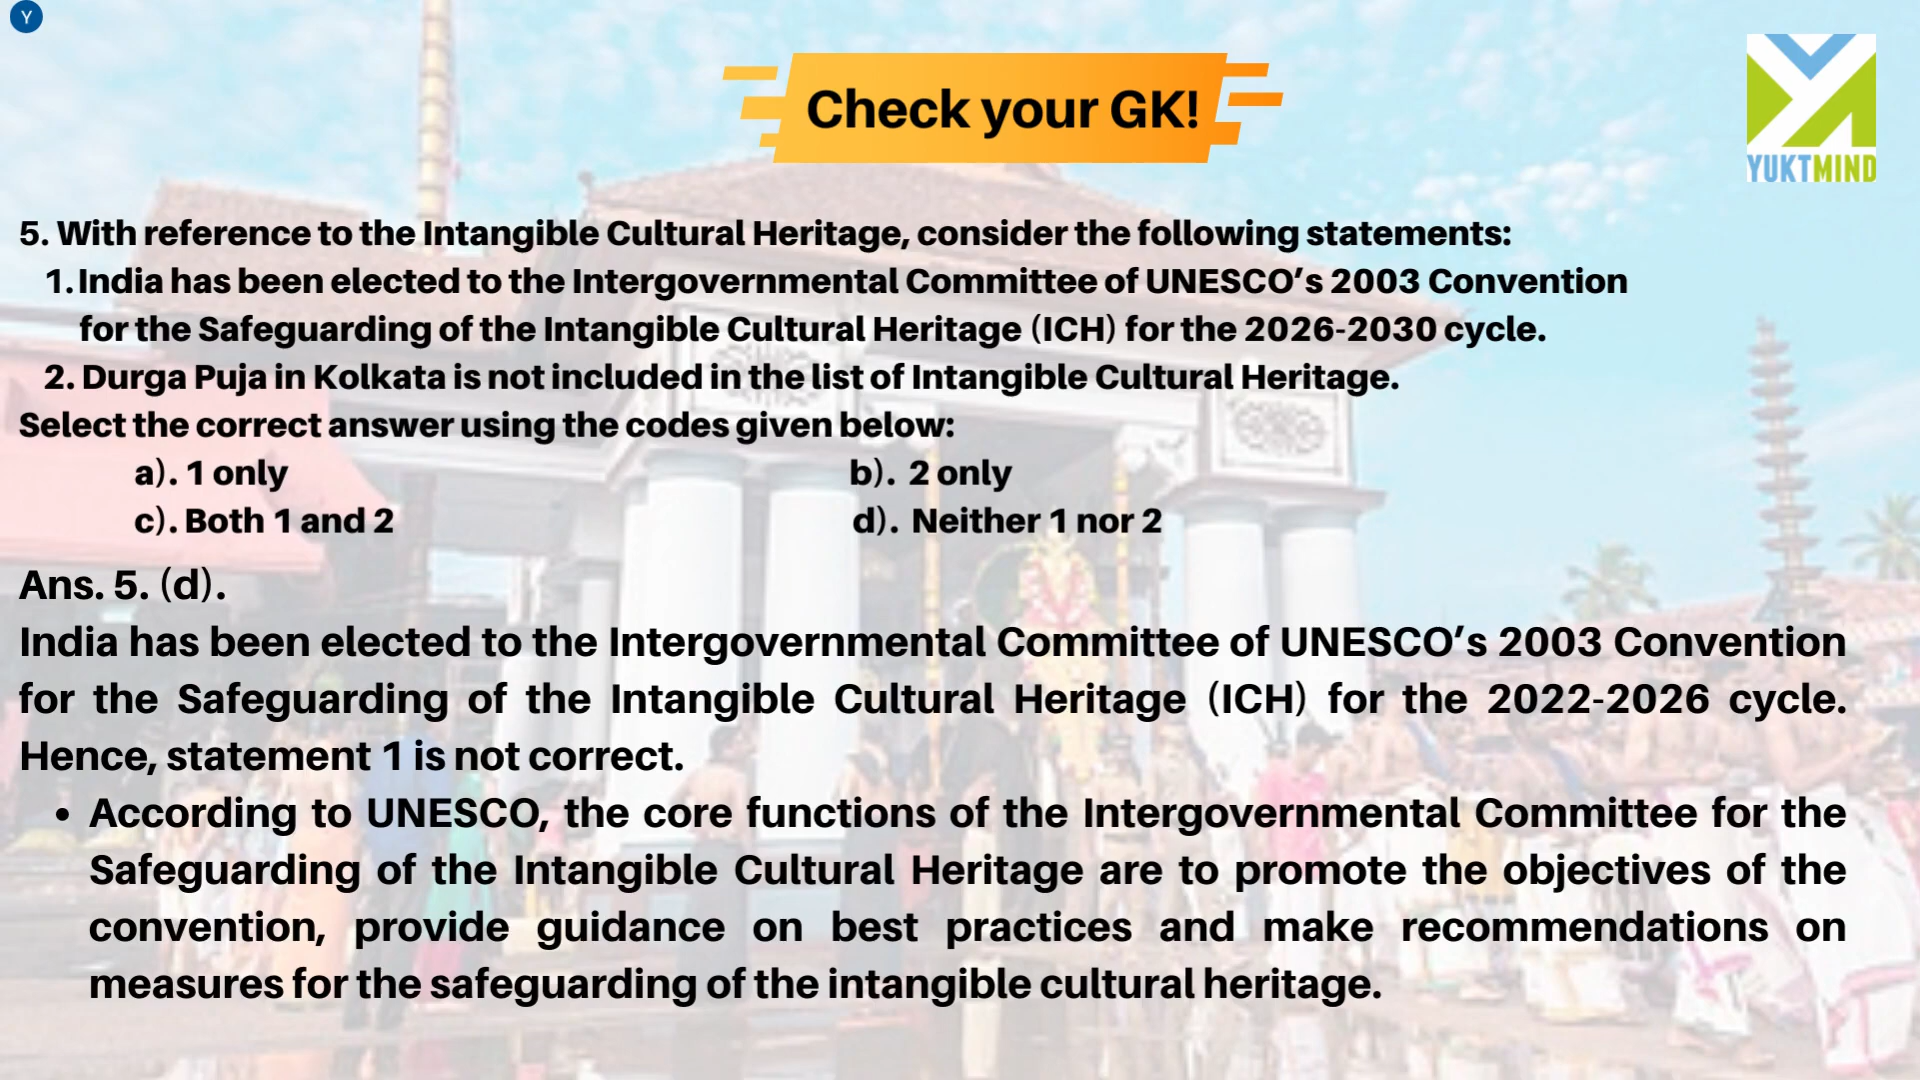 Y
Check your GK!
YUKTMIND
5. With reference to the Intangible Cultural Heritage, consider the following statements:
1. India has been elected to the Intergovernmental Committee of UNESCO’s 2003 Convention
for the Safeguarding of the Intangible Cultural Heritage (ICH) for the 2026-2030 cycle.
2. Durga Puja in Kolkata is not included in the list of Intangible Cultural Heritage.
Select the correct answer using the codes given below:
a). 1 only b). 2 only
c). Both 1 and 2 d). Neither 1 nor 2
Ans. 5. (d).
India has been elected to the Intergovernmental Committee of UNESCO’s 2003 Convention
for the Safeguarding of the Intangible Cultural Heritage (ICH) for the 2022-2026 cycle.
Hence, statement 1 is not correct.
• According to UNESCO, the core functions of the Intergovernmental Committee for the
Safeguarding of the Intangible Cultural Heritage are to promote the objectives of the
convention, provide guidance on best practices and make recommendations on
measures for the safeguarding of the intangible cultural heritage.